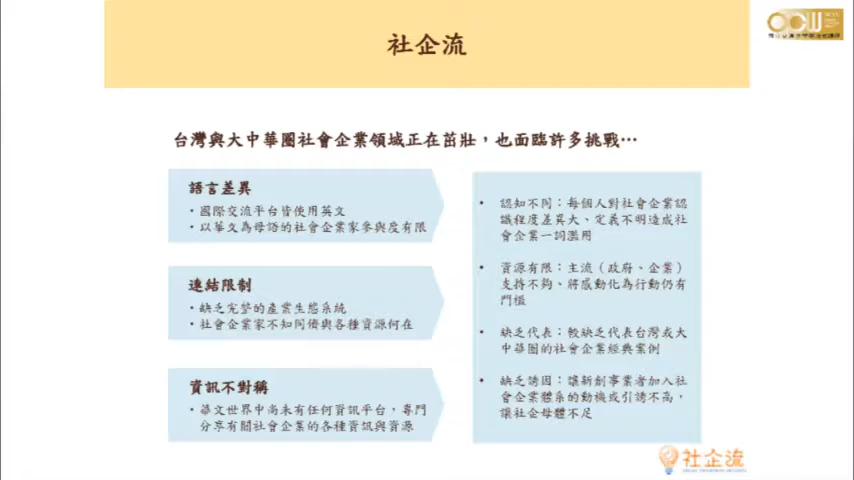 社企流
OCW
台灣與大中華圈社會企業領域正在茁壯，也面臨許多挑戰…
語言差異
・國際交流平台皆使用英文
・以華文為母語的社會企業家參與度有限
連結限制
・缺乏完整的產業生態系統
・社會企業家不知同儕與各種資源何在
資訊不對稱
・華文世界中尚未有任何資訊平台，專門
分享有關社會企業的各種資訊與資源
• 認知不同：每個人對社會企業認
識程度差異大、定義不明造成社
會企業一詞濫用
• 資源有限：主流（政府、企業）
支持不夠、將感動化為行動仍有
門檻
• 缺乏代表：較缺乏代表台灣或大
中華圈的社會企業經典案例
• 缺乏誘因：讓新創事業者加入社
會企業體系的動機或引誘不高，
讓社企母體不足
社企流